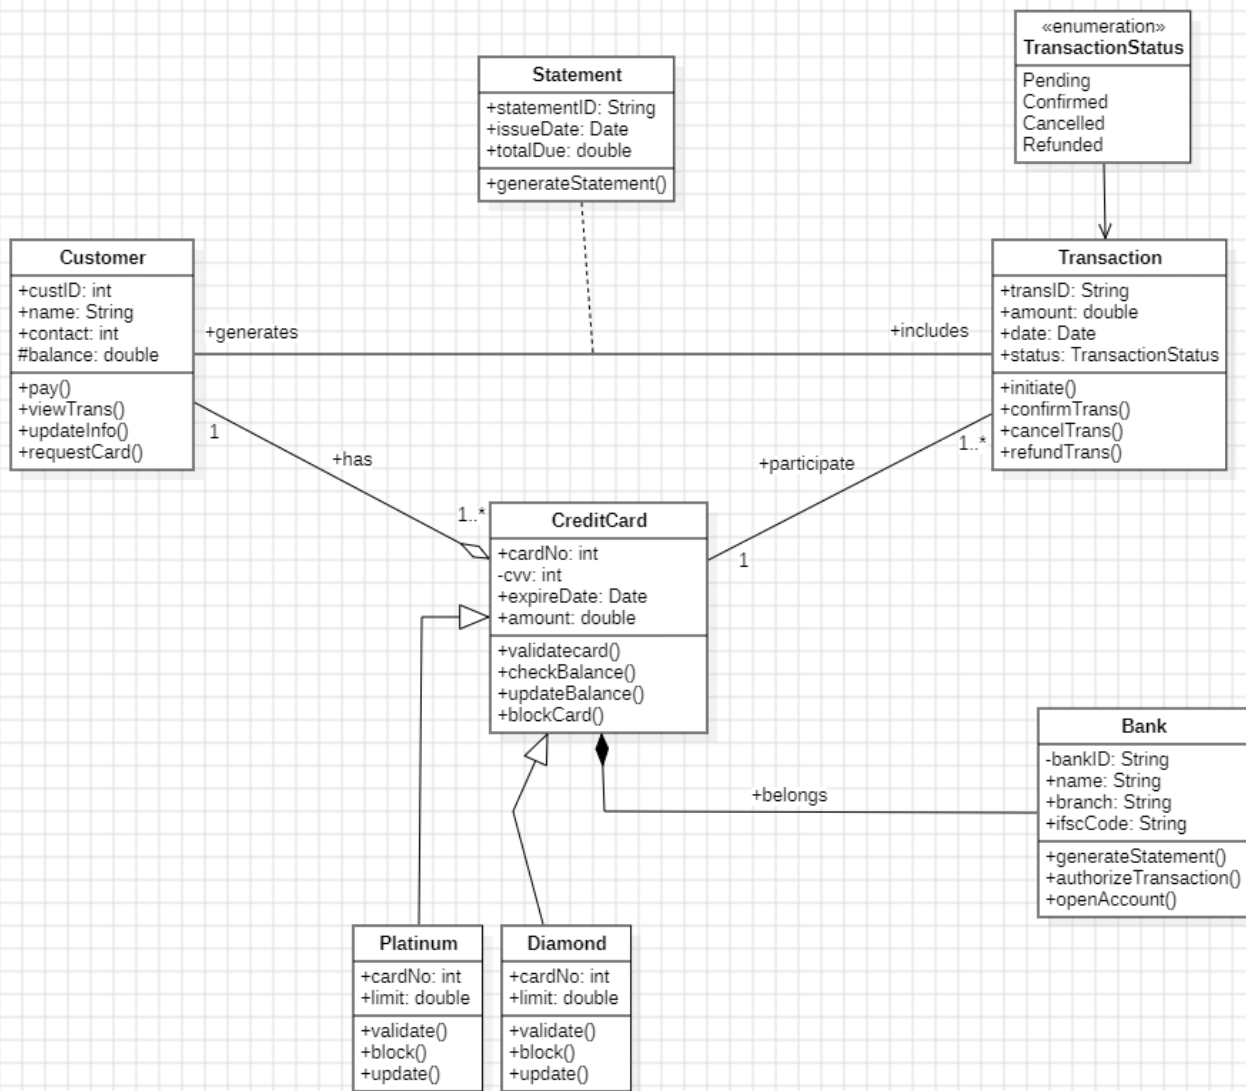 «enumeration»
TransactionStatus
Pending
Confirmed
Cancelled
Refunded
Statement
+statementID: String
+issueDate: Date
+totalDue: double
+generateStatement()
Customer
+custID: int
+name: String
+contact: int
#balance: double
+pay()
+viewTrans()
+updateInfo()
+requestCard()
+generates
+includes
Transaction
+transID: String
+amount: double
+date: Date
+status: TransactionStatus
+initiate()
+confirmTrans()
+cancelTrans()
+refundTrans()
1
+has
1..*
+participate
1..*
1
CreditCard
+cardNo: int
-cvv: int
+expireDate: Date
+amount: double
+validatecard()
+checkBalance()
+updateBalance()
+blockCard()
+belongs
Bank
-bankID: String
+name: String
+branch: String
+ifscCode: String
+generateStatement()
+authorizeTransaction()
+openAccount()
Platinum
+cardNo: int
+limit: double
+validate()
+block()
+update()
Diamond
+cardNo: int
+limit: double
+validate()
+block()
+update()